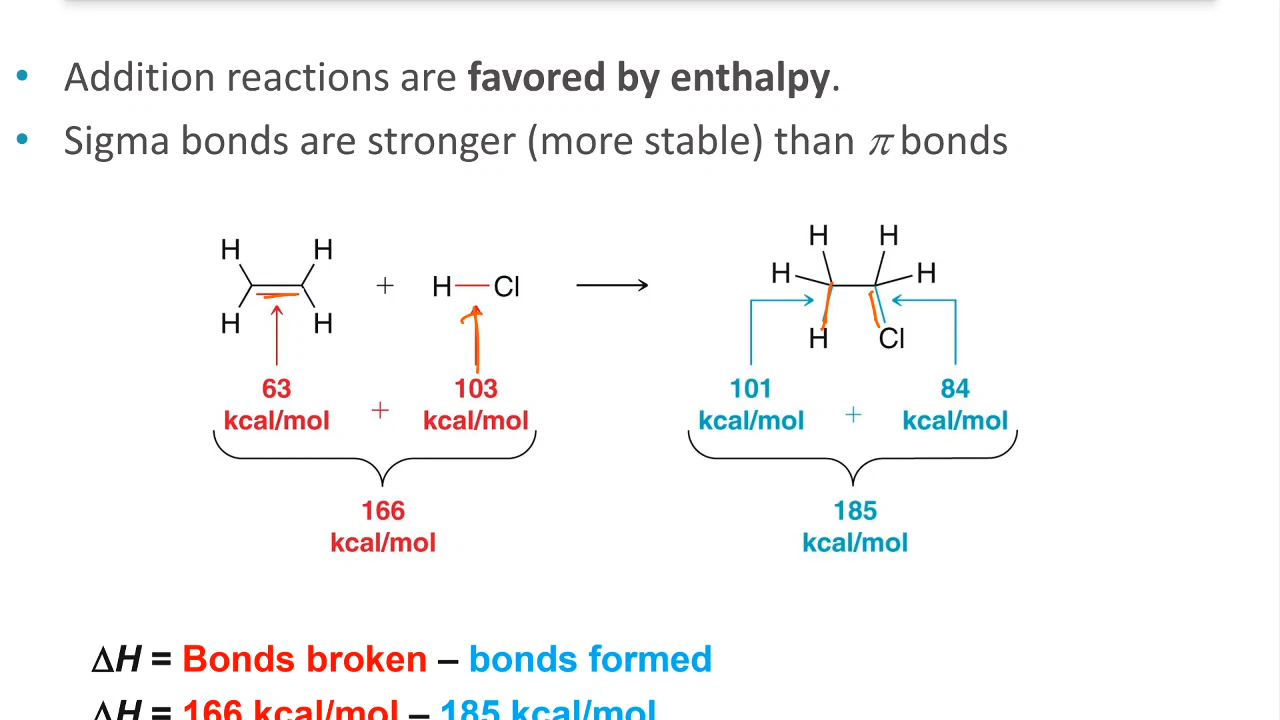 • Addition reactions are favored by enthalpy.
• Sigma bonds are stronger (more stable) than π bonds
H H H H
H H
H Cl
+
H H H Cl
63 103 101 84
kcal/mol + kcal/mol kcal/mol + kcal/mol
166 185
kcal/mol kcal/mol
ΔH = Bonds broken – bonds formed
ΔH = 166 kcal/mol – 185 kcal/mol